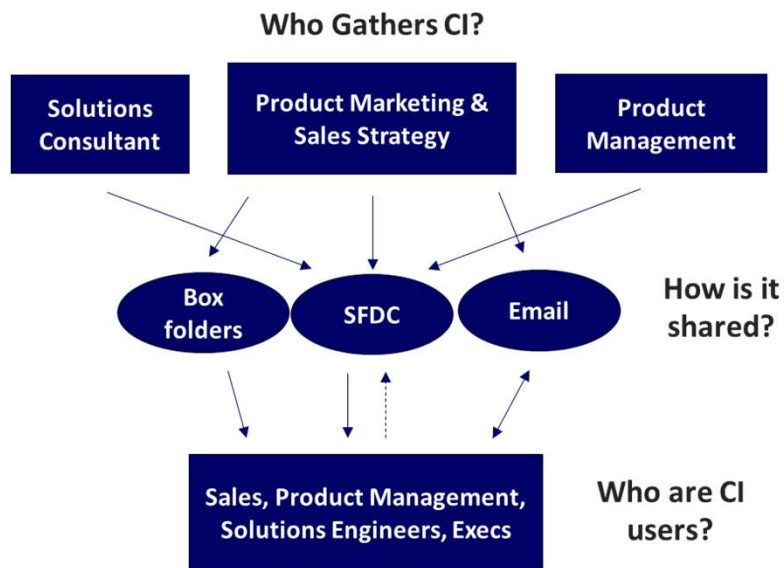 Who Gathers CI?
Solutions
Consultant
Product Marketing &
Sales Strategy
Product
Management
Box
folders
SFDC
Email
How is it
shared?
Sales, Product Management,
Solutions Engineers, Execs
Who are CI
users?